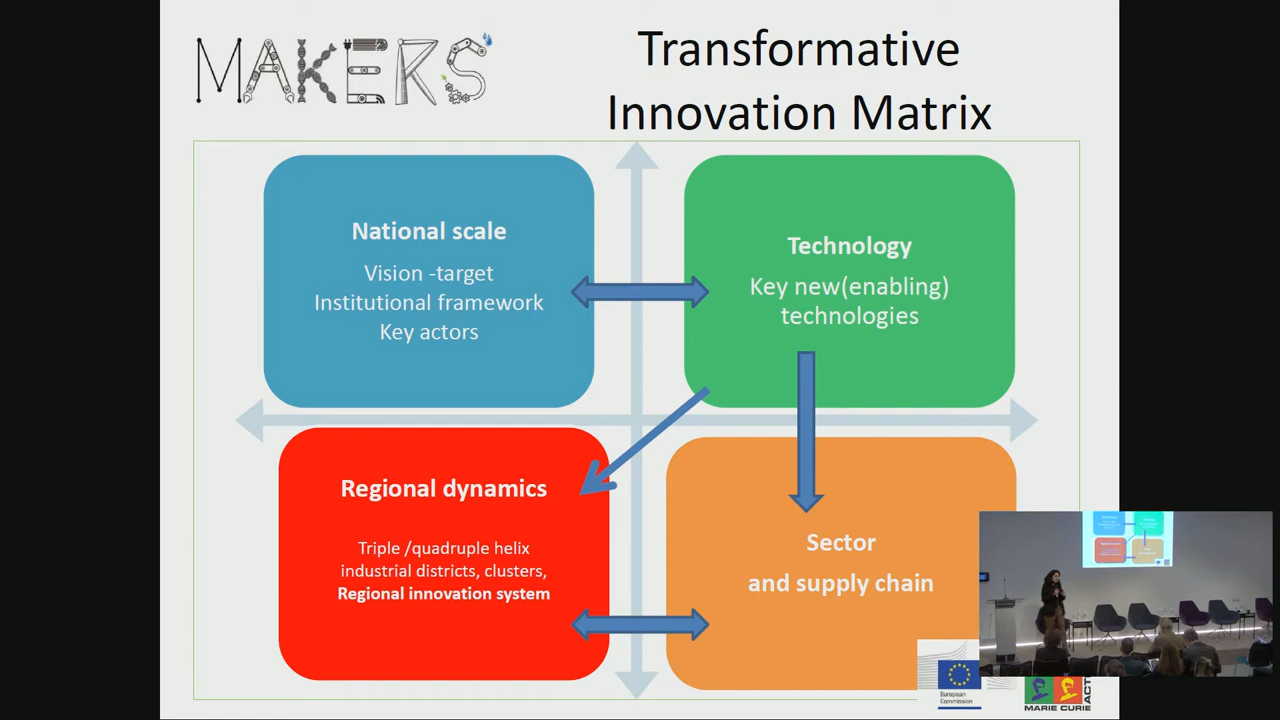 MAKERS
Transformative
Innovation Matrix
National scale
Vision -target
Institutional framework
Key actors
Technology
Key new(enabling)
technologies
Regional dynamics
Triple /quadruple helix
industrial districts, clusters,
Regional innovation system
Sector
and supply chain
European
Commission
MARIE CURIE
ACT